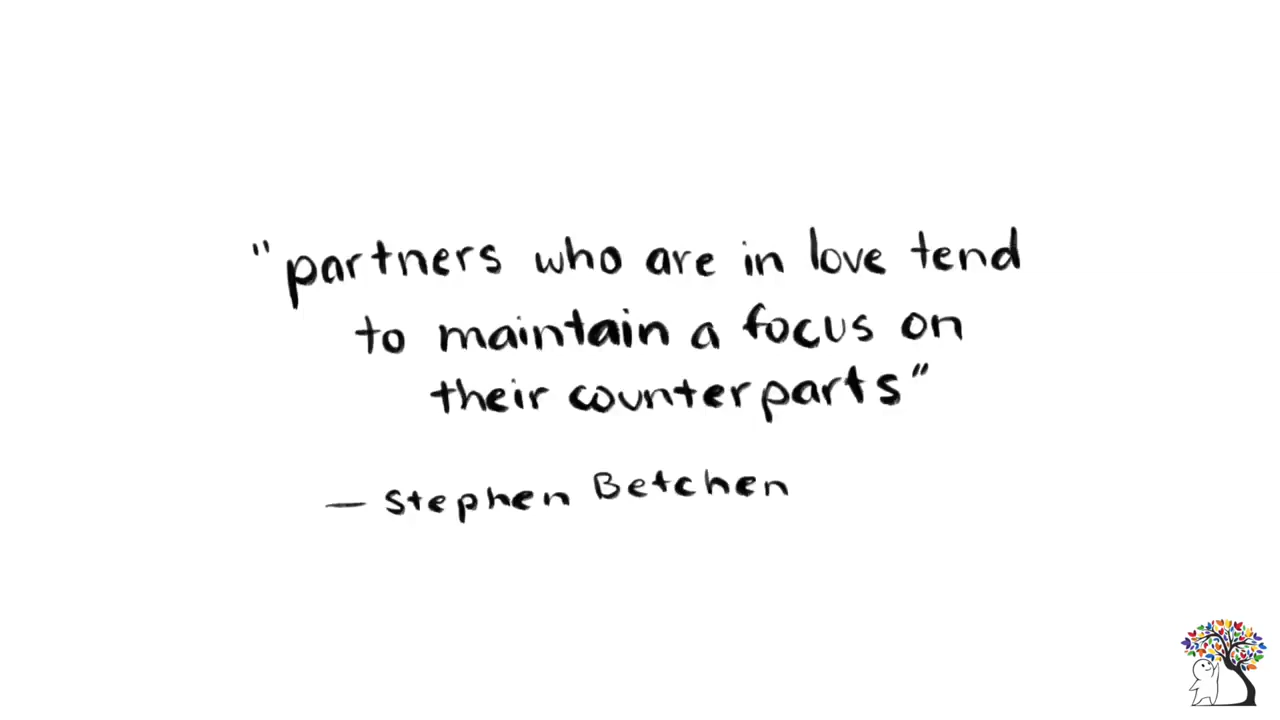 "partners who are in love tend
to maintain a focus on
their counterparts"
— Stephen Betchen